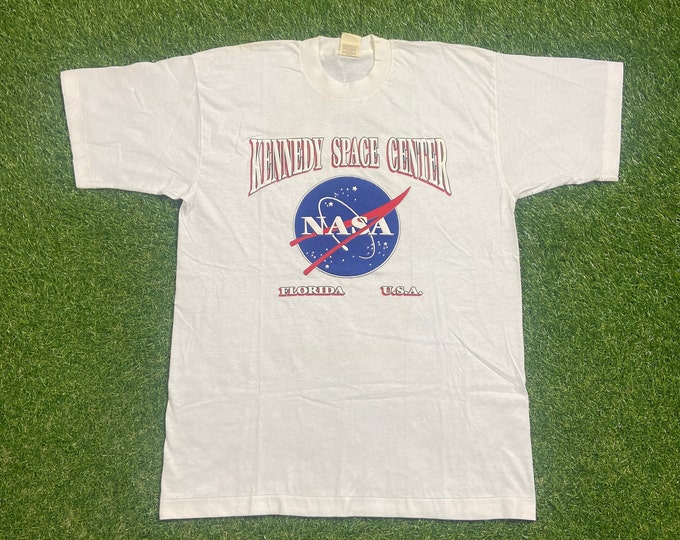 KENNEDY SPACE CENTER
NASA
FLORIDA U.S.A.